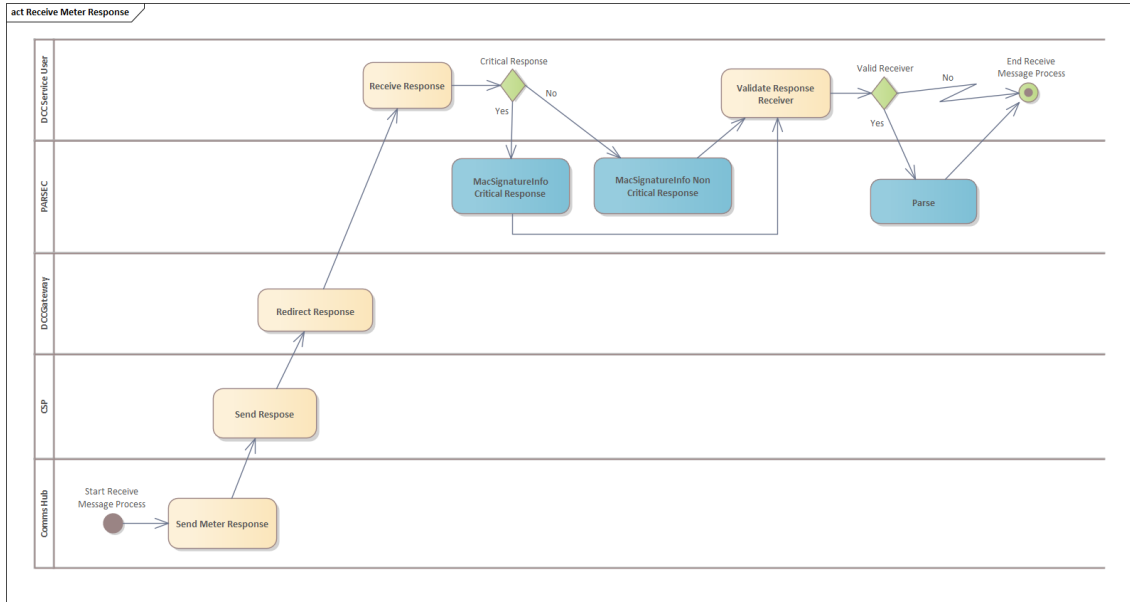 act Receive Meter Response
DCCService User
Receive Response
Critical Response
No
Yes
Validate Response
Receiver
Valid Receiver
No
Yes
End Receive
Message Process
PARSEC
MacSignatureInfo
Critical Response
MacSignatureInfo Non
Critical Response
Parse
DCCGateway
Redirect Response
CSP
Send Respose
Comms Hub
Start Receive
Message Process
Send Meter Response